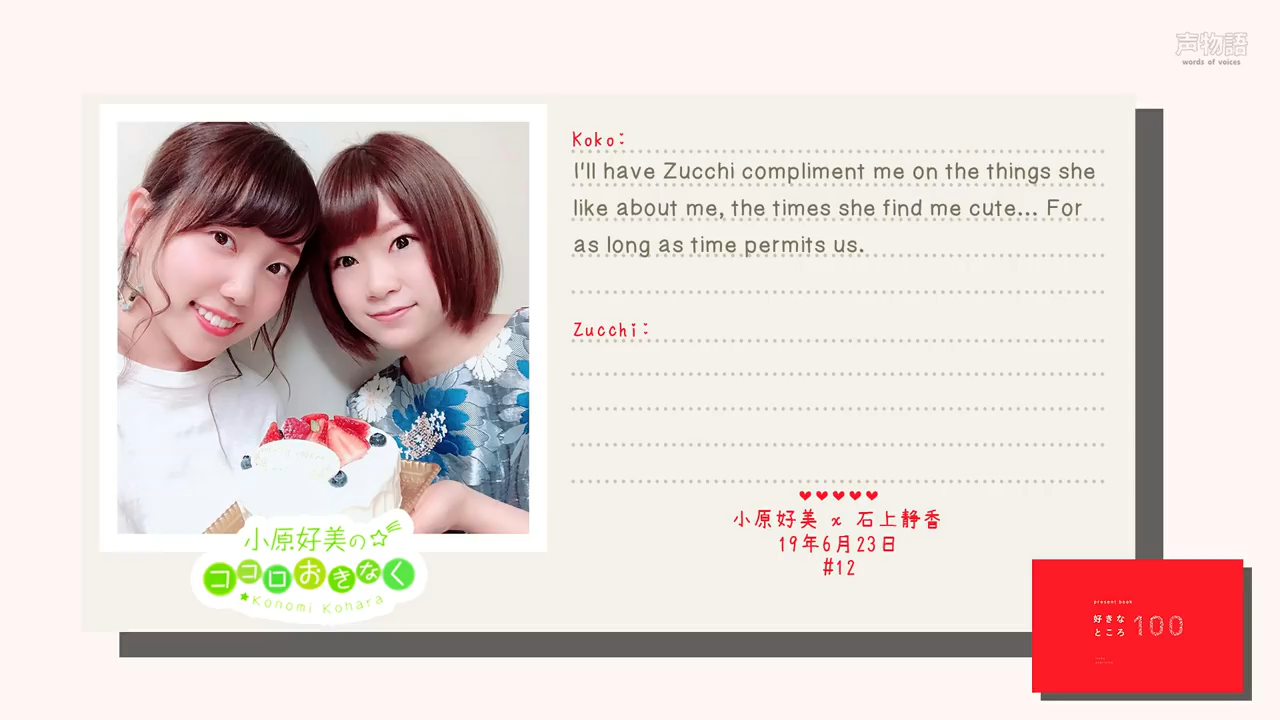 声物語
words of voices
Koko:
I'll have Zucchi compliment me on the things she
like about me, the times she find me cute... For
as long as time permits us.
Zucchi:
小原好美 x 石上静香
19年6月23日
#12
小原好美の
ココロおきなく
Konomi Kohara
present book
好きな
ところ 100